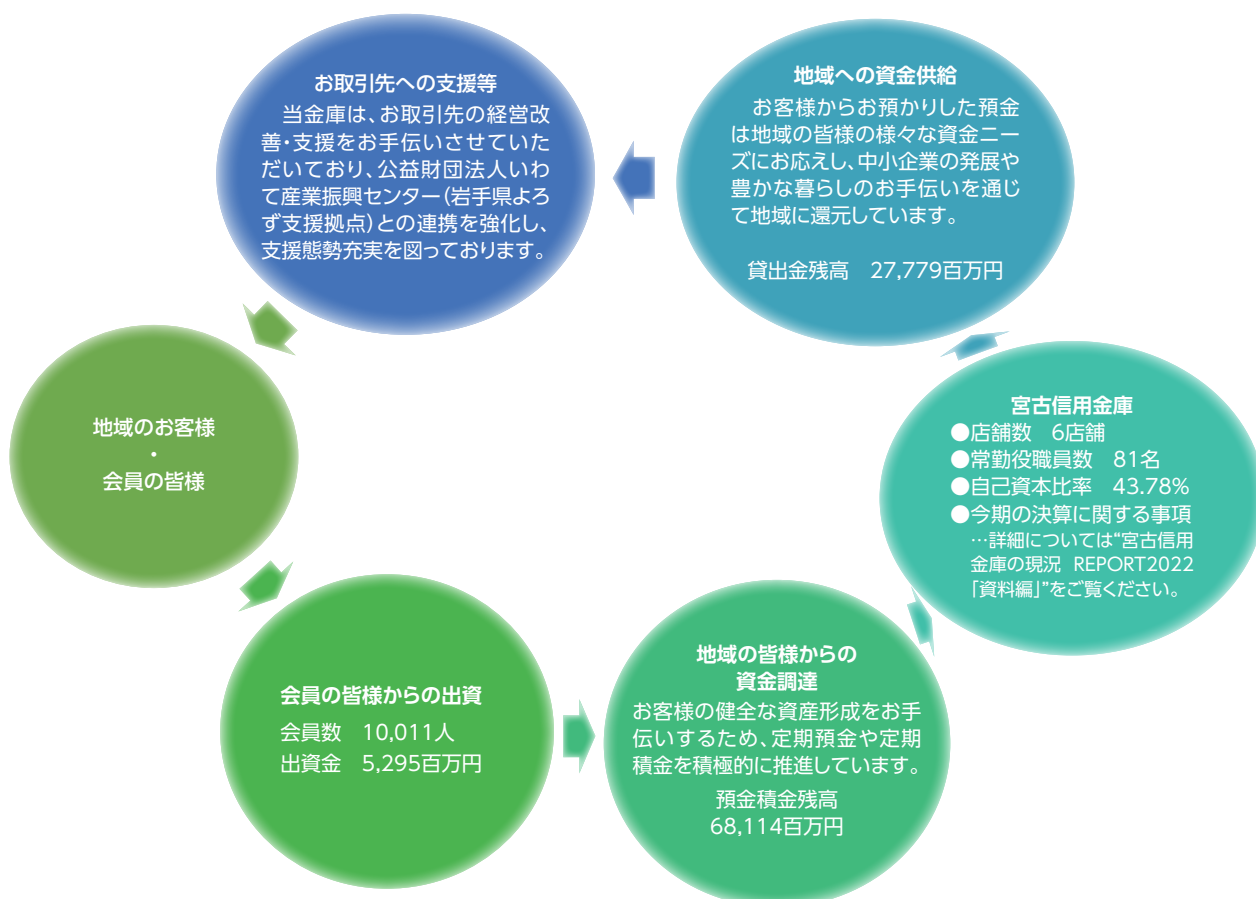 お取引先への支援等
当金庫は、お取引先の経営改
善・支援をお手伝いさせていた
だいており、公益財団法人いわ
て産業振興センター(岩手県よろ
ず支援拠点)との連携を強化し、
支援態勢充実を図っております。
地域への資金供給
お客様からお預かりした預金
は地域の皆様の様々な資金ニー
ズにお応えし、中小企業の発展や
豊かな暮らしのお手伝いを通じ
て地域に還元しています。
貸出金残高 27,779百万円
地域のお客様
・
会員の皆様
宮古信用金庫
●店舗数 6店舗
●常勤役職員数 81名
●自己資本比率 43.78%
●今期の決算に関する事項
…詳細については“宮古信用
金庫の現況 REPORT2022
「資料編」”をご覧ください。
会員の皆様からの出資
会員数 10,011人
出資金 5,295百万円
地域の皆様からの
資金調達
お客様の健全な資産形成をお手
伝いするため、定期預金や定期
積金を積極的に推進しています。
預金積金残高
68,114百万円